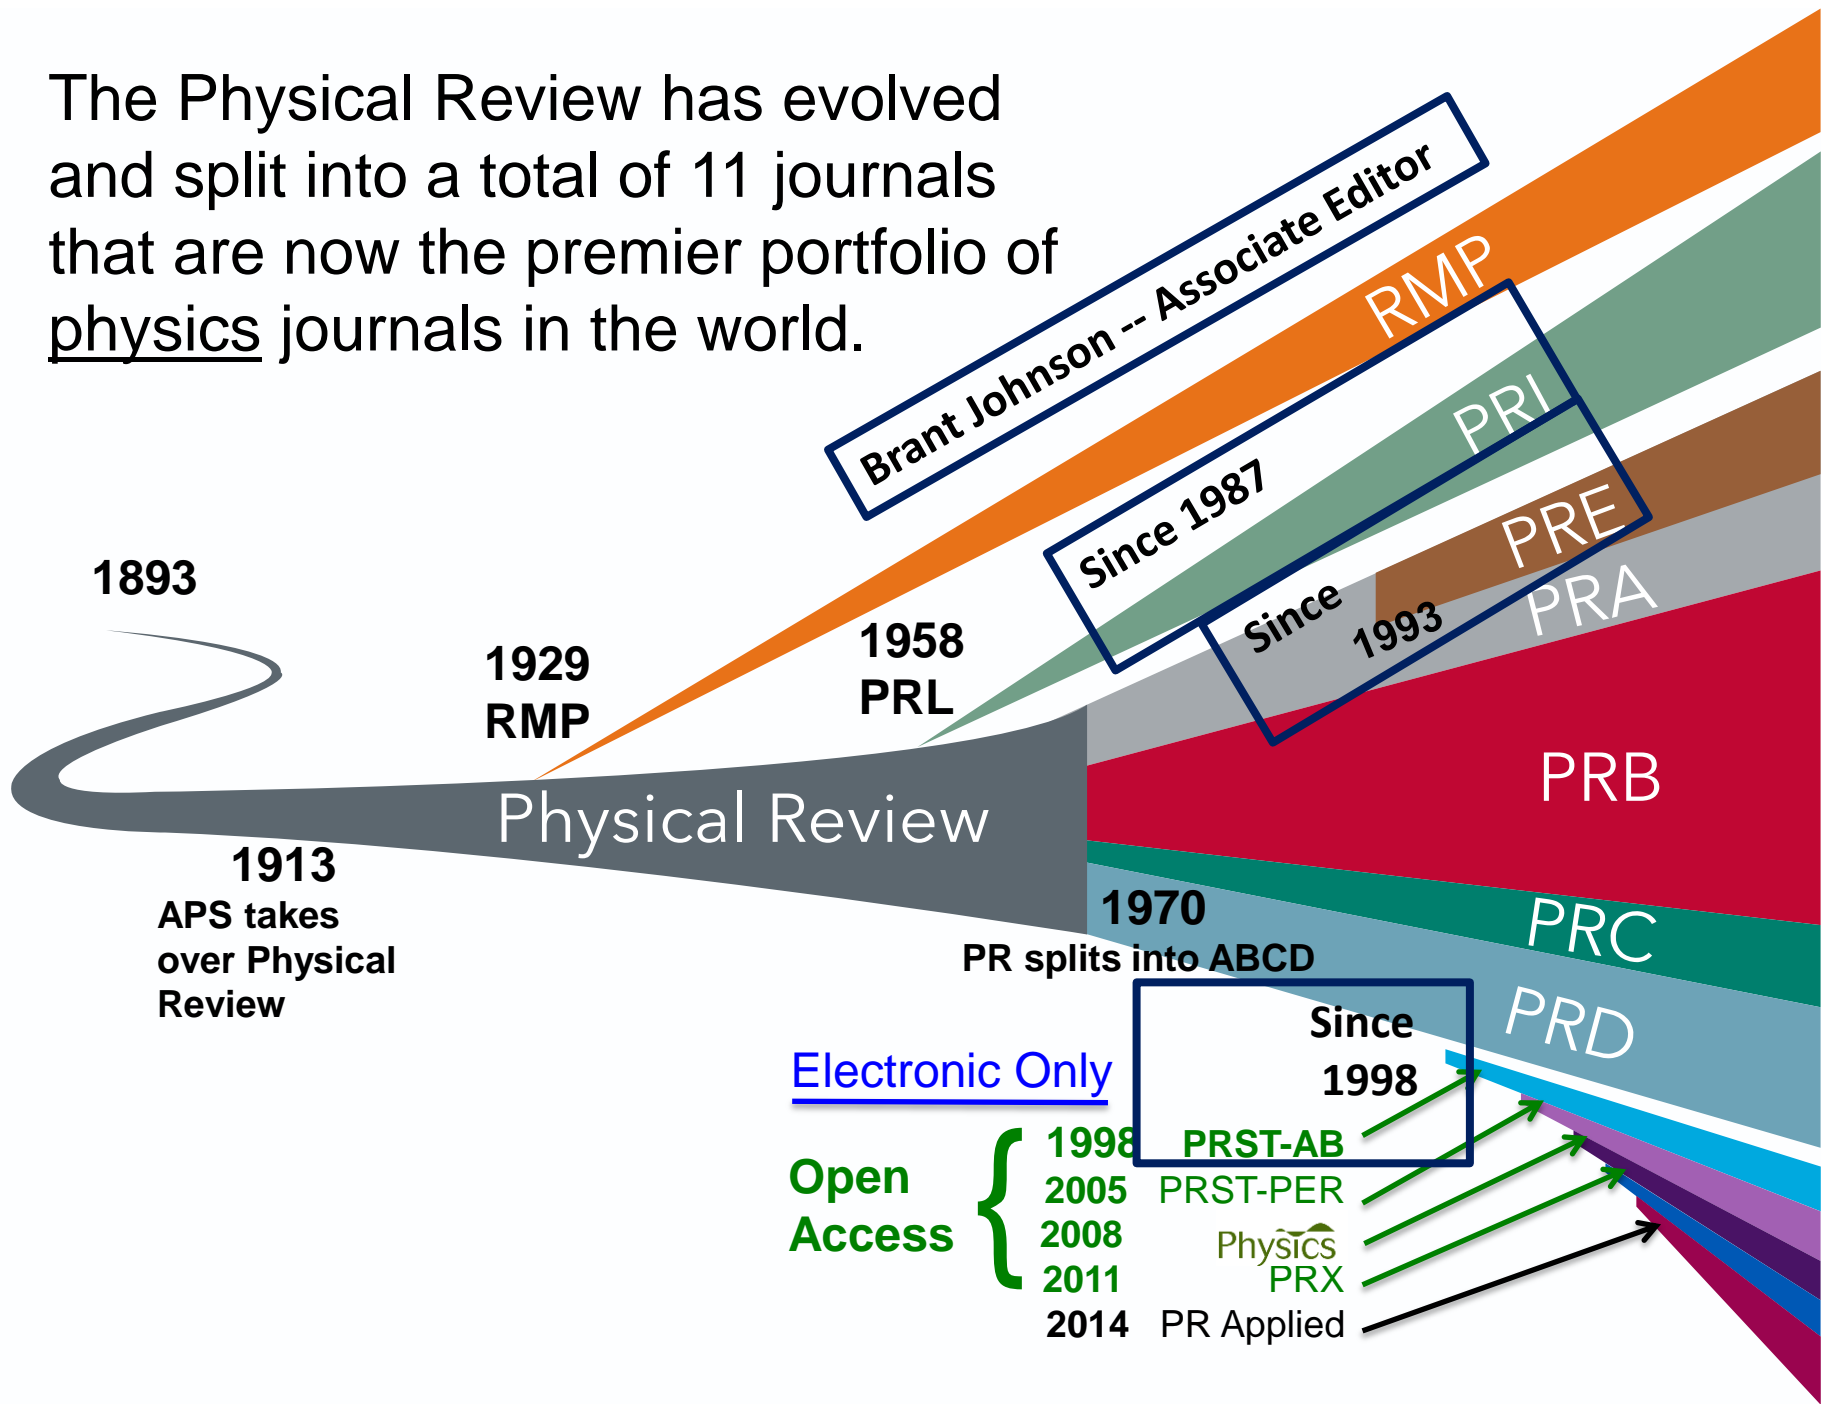 The Physical Review has evolved
and split into a total of 11 journals
that are now the premier portfolio of
physics journals in the world.
Brant Johnson -- Associate Editor
RMP
PRL
Since 1987
PRE
Since
1993
PRA
1893
1929
RMP
1958
PRL
Physical Review
PRB
1913
APS takes
over Physical
Review
1970
PR splits into ABCD
PRC
PRD
Since
1998
Electronic Only
Open
Access
{
1998 PRST-AB
2005 PRST-PER
2008 Physics
2011 PRX
2014 PR Applied